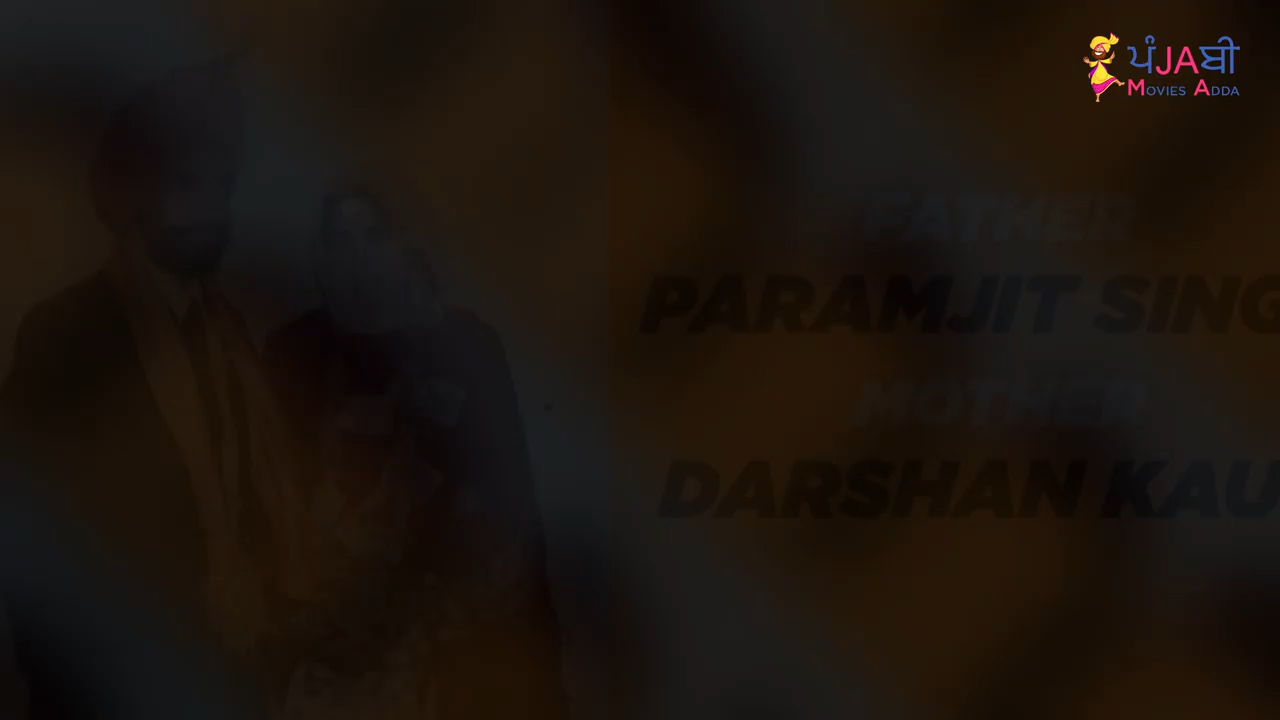 ਪੰJAਬੀ
MOVIES ADDA
FATHER
PARAMJIT SING
MOTHER
DARSHAN KAU